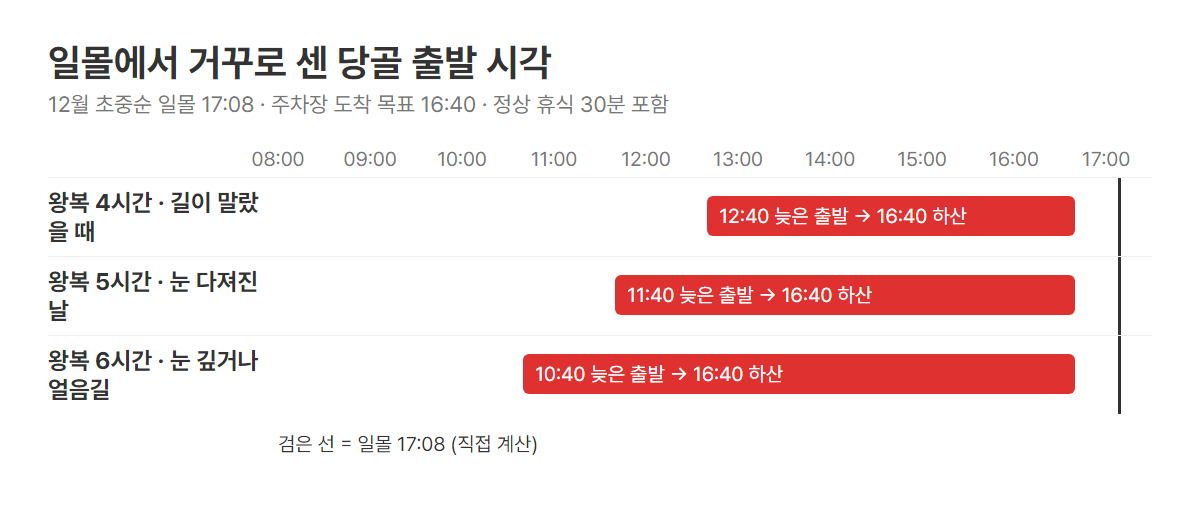 일몰에서 거꾸로 센 당골 출발 시각
12월 초중순 일몰 17:08 · 주차장 도착 목표 16:40 · 정상 휴식 30분 포함
08:00 09:00 10:00 11:00 12:00 13:00 14:00 15:00 16:00 17:00
왕복 4시간 · 길이 말랐
을 때
12:40 늦은 출발 → 16:40 하산
왕복 5시간 · 눈 다져진
날
11:40 늦은 출발 → 16:40 하산
왕복 6시간 · 눈 깊거나
얼음길
10:40 늦은 출발 → 16:40 하산
검은 선 = 일몰 17:08 (직접 계산)